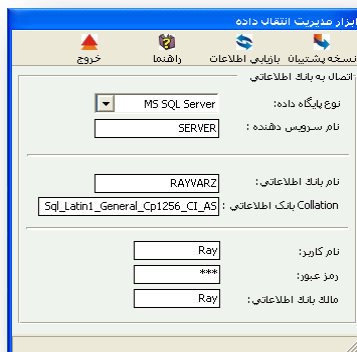 ابزار مدیریت انتقال داده
نسخه پشتیبان بازیابی اطلاعات راهنما خروج
اتصال به بانک اطلاعاتی
نوع پایگاه داده: MS SQL Server
نام سرویس دهنده : SERVER
نام بانک اطلاعاتی: RAYVARZ
Collation بانک اطلاعاتی : Sql_Latin1_General_Cp1256_CI_AS
نام کاربر: Ray
رمز عبور: ***
مالک بانک اطلاعاتی: Ray